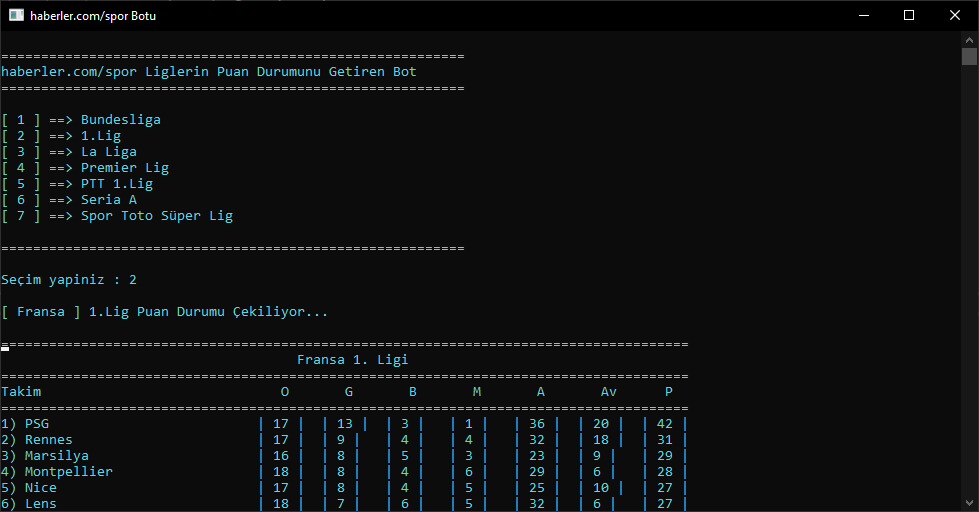 haberler.com/spor Botu
=========================================================
haberler.com/spor Liglerin Puan Durumunu Getiren Bot
=========================================================
[ 1 ] ==> Bundesliga
[ 2 ] ==> 1.Lig
[ 3 ] ==> La Liga
[ 4 ] ==> Premier Lig
[ 5 ] ==> PTT 1.Lig
[ 6 ] ==> Seria A
[ 7 ] ==> Spor Toto Süper Lig
=========================================================
Seçim yapiniz : 2
[ Fransa ] 1.Lig Puan Durumu Çekiliyor...
======================================================================================
Fransa 1. Ligi
======================================================================================
Takim O G B M A Av P
======================================================================================
1) PSG | 17 | | 13 | | 3 | | 1 | | 36 | | 20 | | 42 |
2) Rennes | 17 | | 9 | | 4 | | 4 | | 32 | | 18 | | 31 |
3) Marsilya | 16 | | 8 | | 5 | | 3 | | 23 | | 9 | | 29 |
4) Montpellier | 18 | | 8 | | 4 | | 6 | | 29 | | 6 | | 28 |
5) Nice | 17 | | 8 | | 4 | | 5 | | 25 | | 10 | | 27 |
6) Lens | 18 | | 7 | | 6 | | 5 | | 32 | | 6 | | 27 |